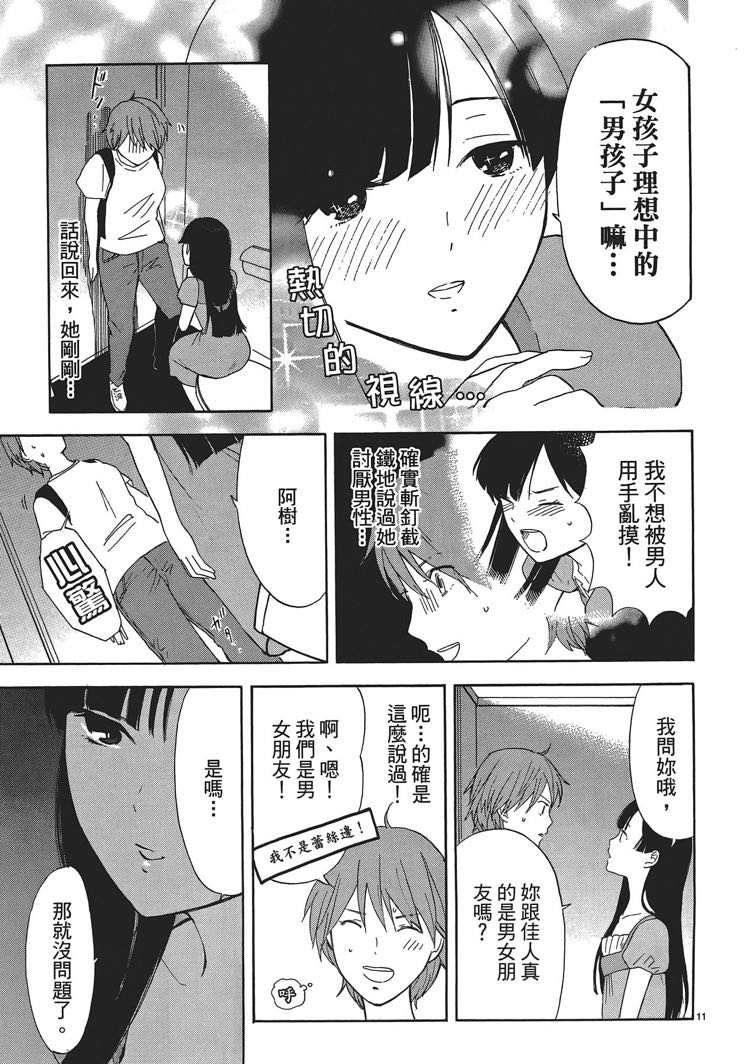 女孩子理想中的
「男孩子」嘛…
熱切的視線…
ド
話說回來，她剛剛…
我不想被男人
用手亂摸！
確實斬釘截
鐵地說過她
討厭男性…
阿樹…
心驚
我問妳哦，
妳跟佳人真
的是男女朋
友嗎？
呃…的確是
這麼說過！
啊、嗯！
我們是男
女朋友！
我不是蕾絲邊！
呼
是嗎…
那就沒問題了。
11